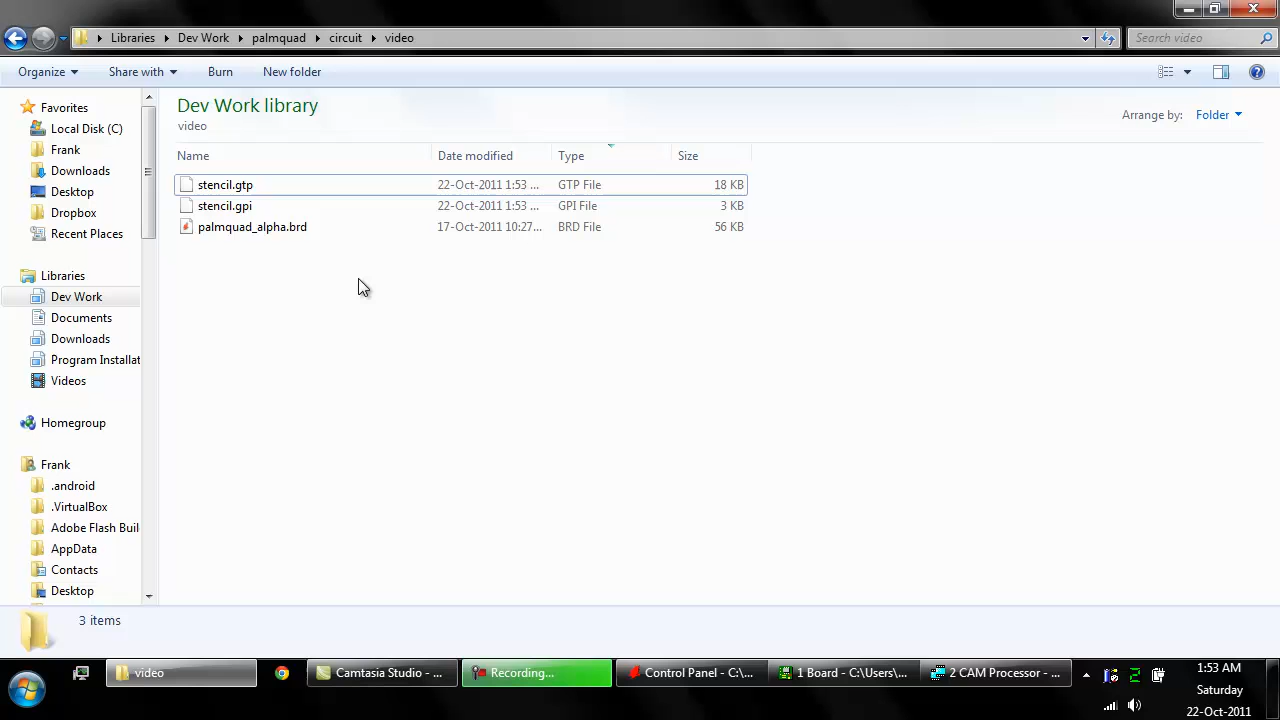 Libraries Dev Work palmquad circuit video
Search video
Organize Share with Burn New folder
Favorites
Local Disk (C)
Frank
Downloads
Desktop
Dropbox
Recent Places
Libraries
Dev Work
Documents
Downloads
Program Installat
Videos
Homegroup
Frank
.android
.VirtualBox
Adobe Flash Buil
AppData
Contacts
Desktop
Dev Work library
video
Arrange by: Folder
Name Date modified Type Size
stencil.gtp 22-Oct-2011 1:53 ... GTP File 18 KB
stencil.gpi 22-Oct-2011 1:53 ... GPI File 3 KB
palmquad_alpha.brd 17-Oct-2011 10:27... BRD File 56 KB
3 items
video
Camtasia Studio - ...
Recording...
Control Panel - C:\...
1 Board - C:\Users\...
2 CAM Processor - ...
1:53 AM
Saturday
22-Oct-2011